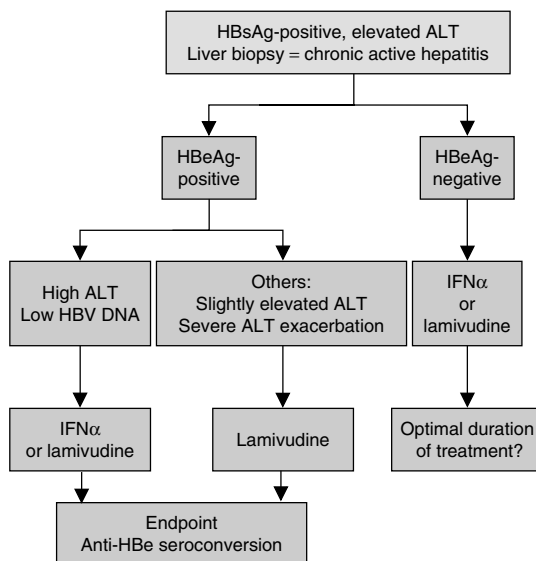 HBsAg-positive, elevated ALT
Liver biopsy = chronic active hepatitis
HBeAg-
positive
HBeAg-
negative
High ALT
Low HBV DNA
Others:
Slightly elevated ALT
Severe ALT exacerbation
IFNα
or
lamivudine
IFNα
or lamivudine
Lamivudine
Optimal duration
of treatment?
Endpoint
Anti-HBe seroconversion